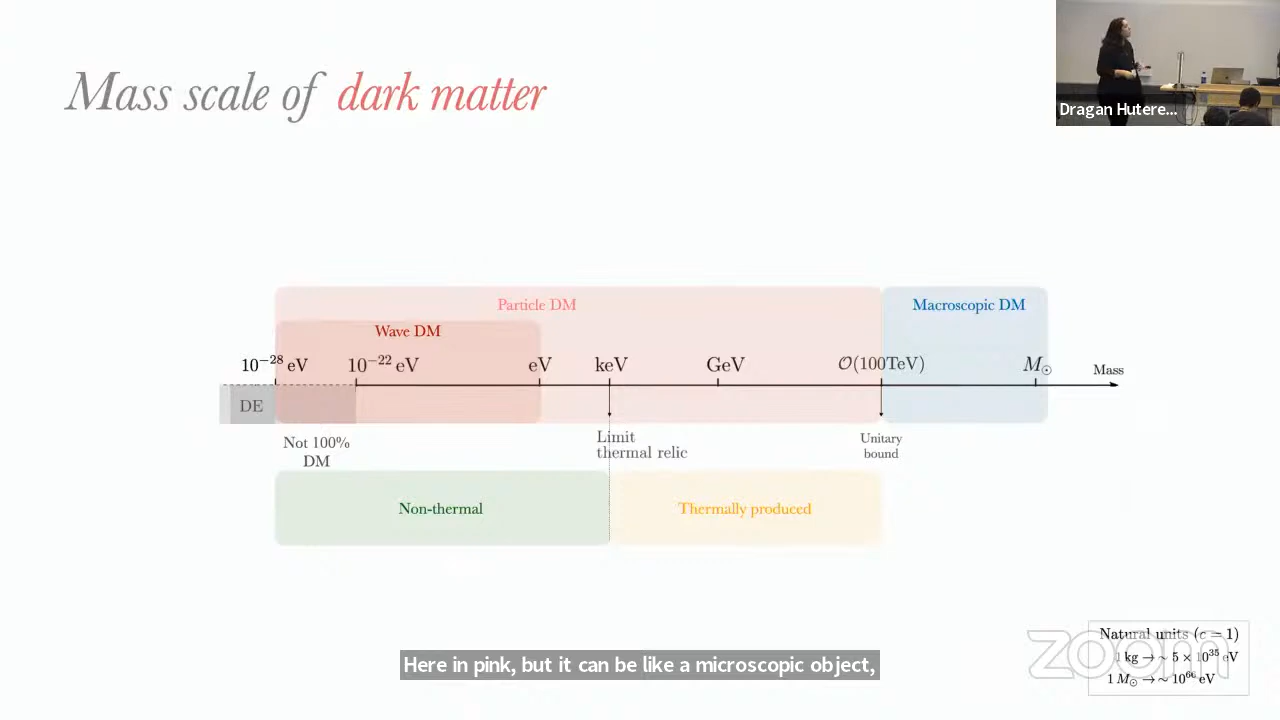 Mass scale of dark matter
Dragan Hutere...
Particle DM
Macroscopic DM
Wave DM
10⁻²⁸ eV
10⁻²² eV
eV
keV
GeV
𝒪(100TeV)
M☉
Mass
DE
Not 100%
DM
Limit
thermal relic
Unitary
bound
Non-thermal
Thermally produced
Natural units (c = 1)
1 kg → ~ 5 × 10³⁵ eV
1 M☉ → ~ 10⁶⁶ eV
zoom
Here in pink, but it can be like a microscopic object,